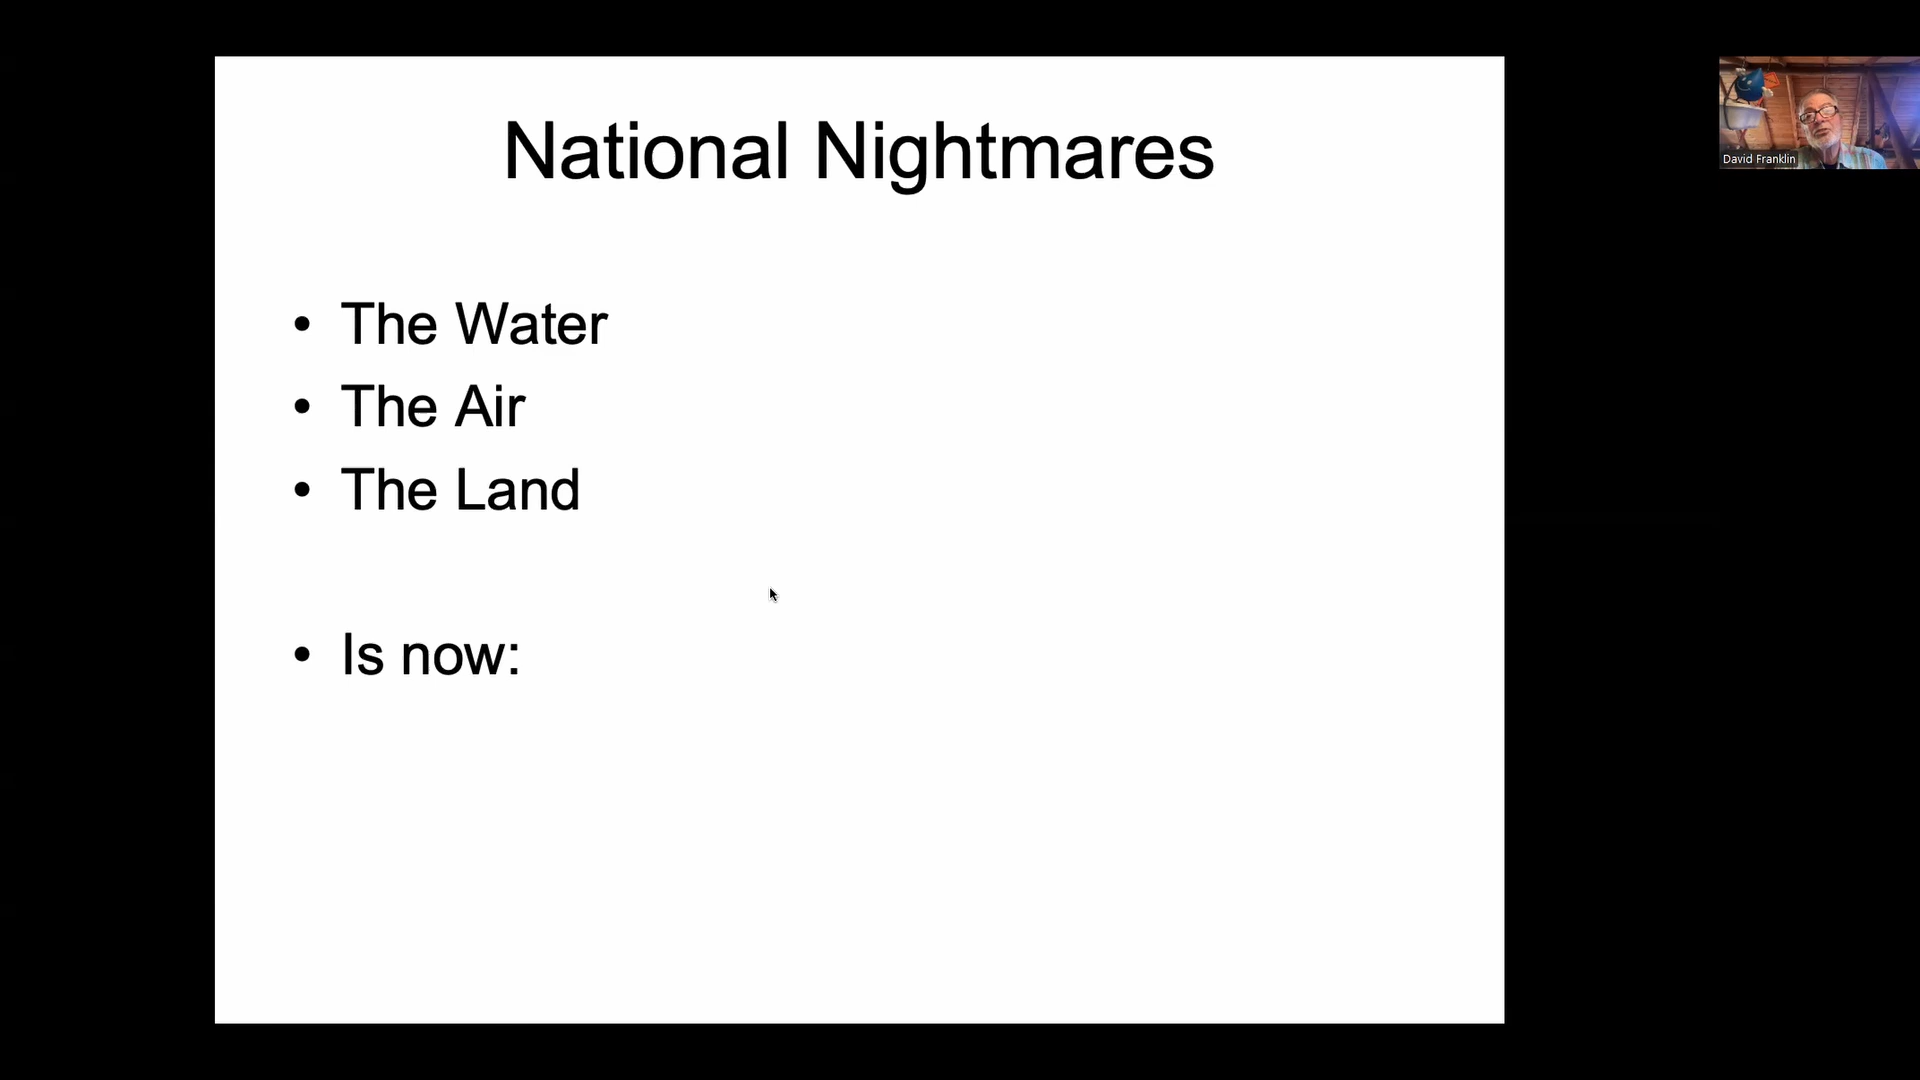 National Nightmares
• The Water
• The Air
• The Land
• Is now:
David Franklin